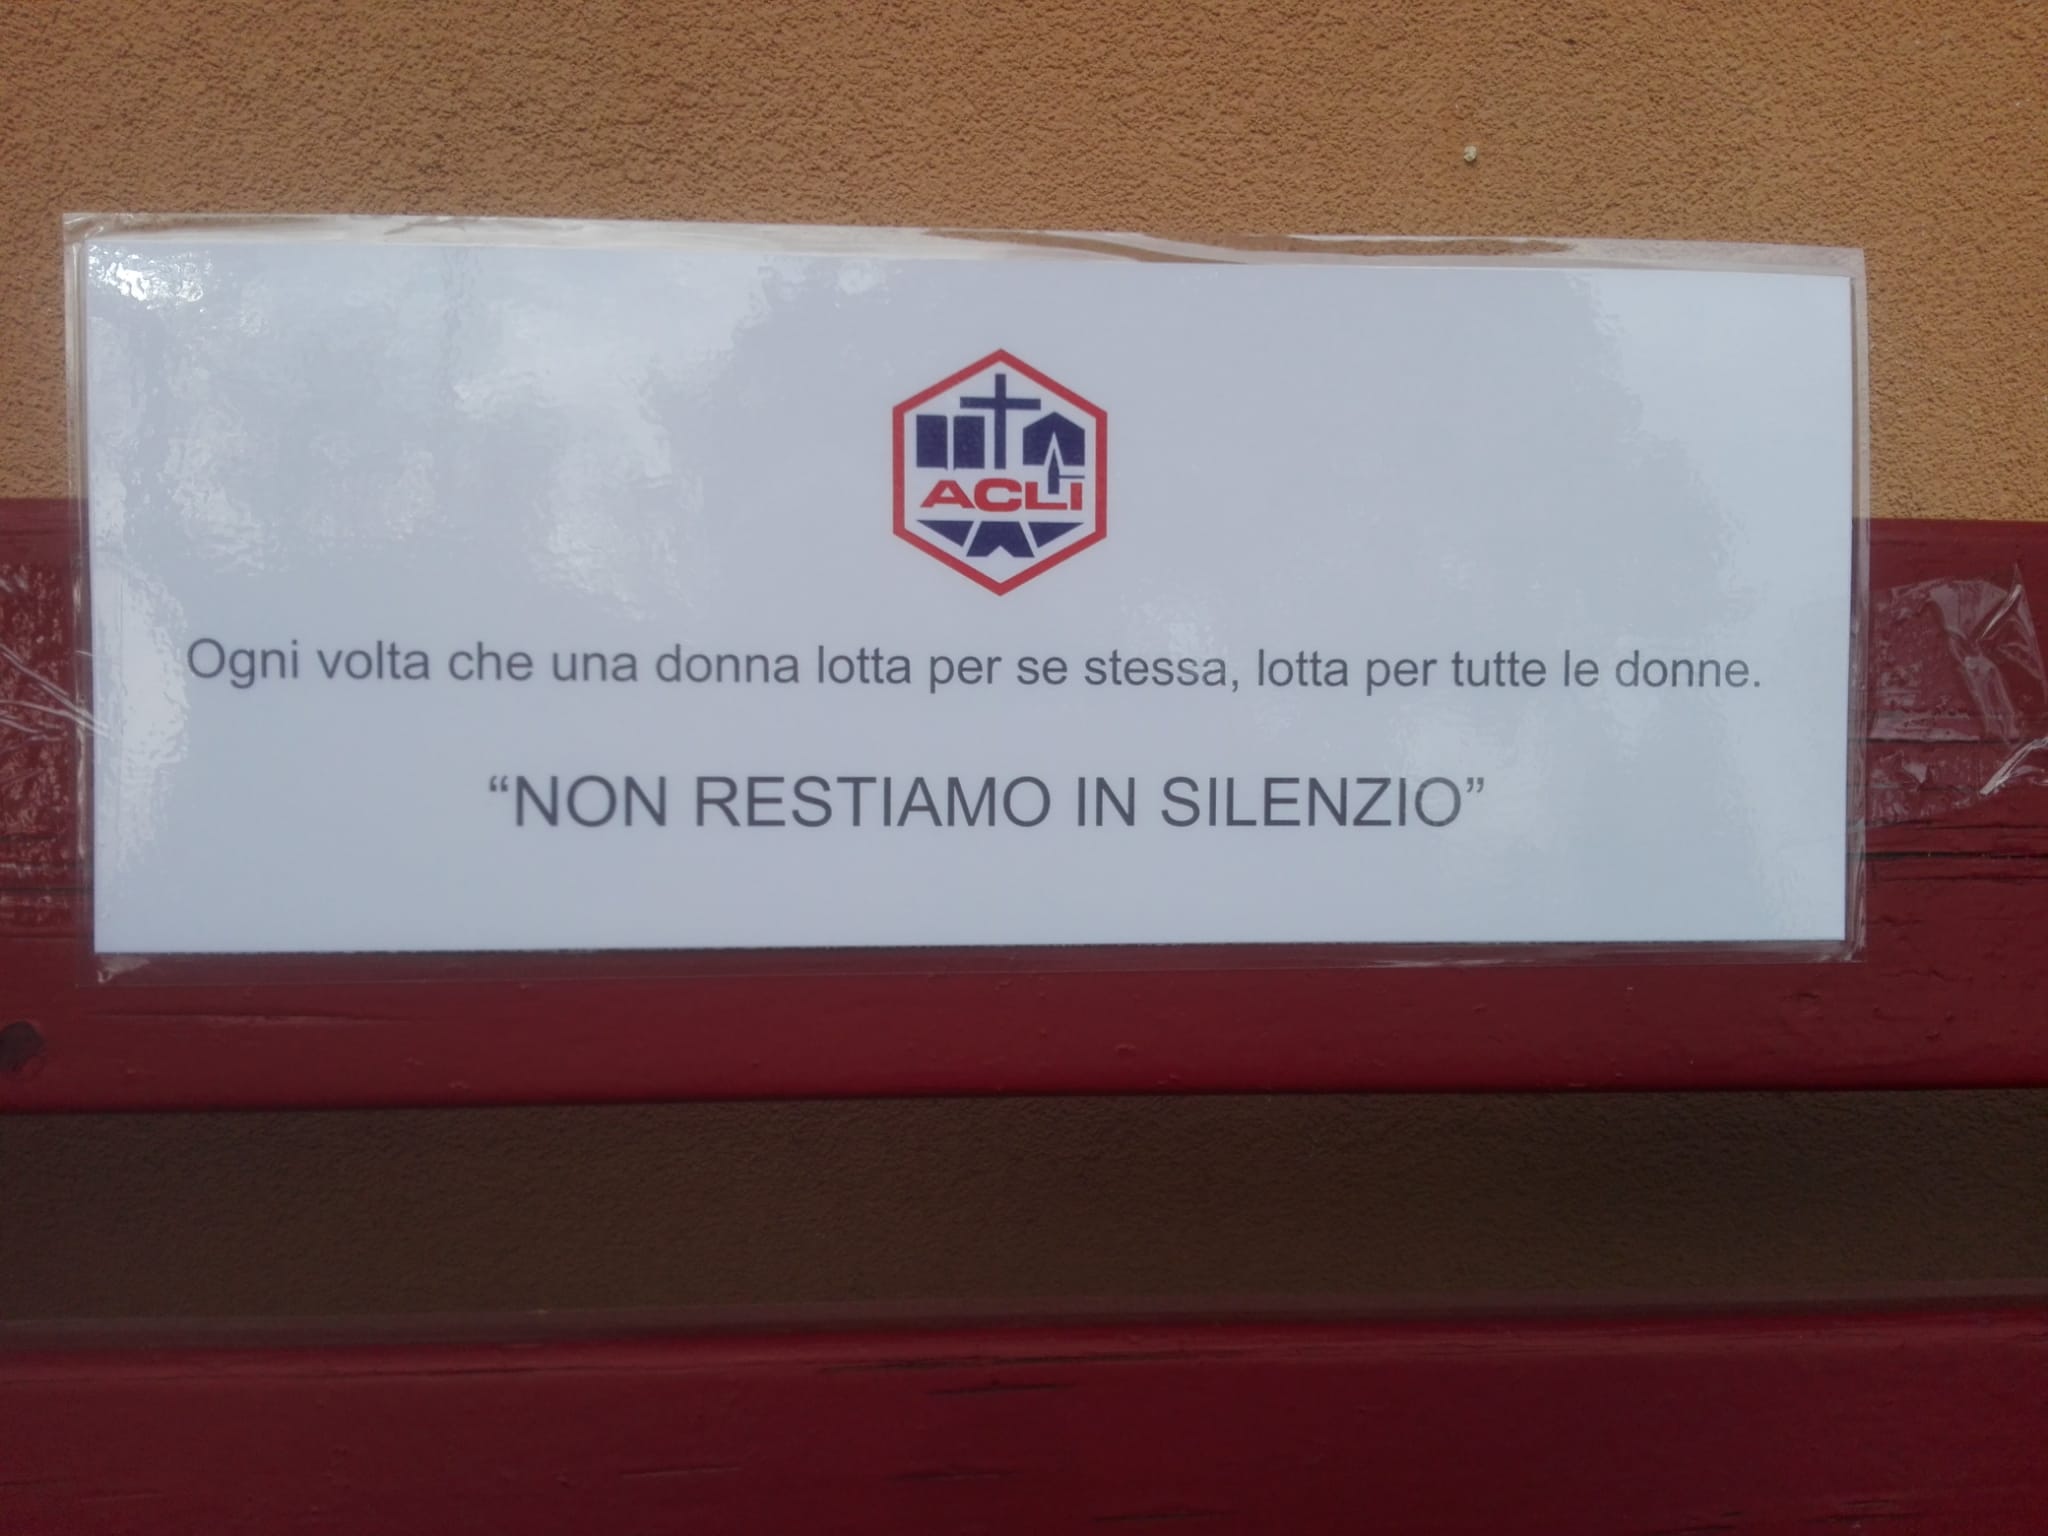 ACLI
Ogni volta che una donna lotta per se stessa, lotta per tutte le donne.
“NON RESTIAMO IN SILENZIO”